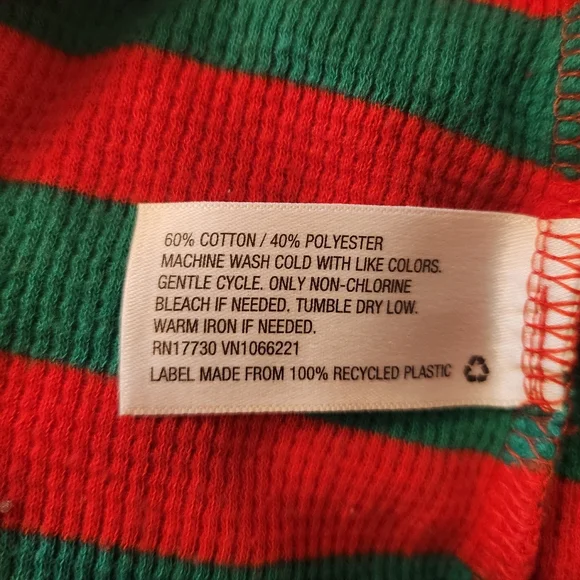 60% COTTON / 40% POLYESTER
MACHINE WASH COLD WITH LIKE COLORS.
GENTLE CYCLE. ONLY NON-CHLORINE
BLEACH IF NEEDED. TUMBLE DRY LOW.
WARM IRON IF NEEDED.
RN17730 VN1066221
LABEL MADE FROM 100% RECYCLED PLASTIC